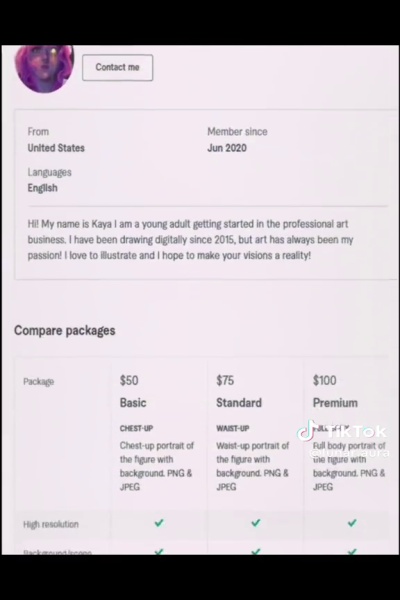 Contact me
From
United States
Member since
Jun 2020
Languages
English
Hi! My name is Kaya I am a young adult getting started in the professional art
business. I have been drawing digitally since 2015, but art has always been my
passion! I love to illustrate and I hope to make your visions a reality!
Compare packages
Package
$50
$75
$100
Basic
Standard
Premium
CHEST-UP
WAIST-UP
TikTok
Chest-up portrait of
the figure with
background. PNG &
JPEG
Waist-up portrait of
the figure with
background. PNG &
JPEG
Full body portrait of
the figure with
background. PNG &
JPEG
High resolution